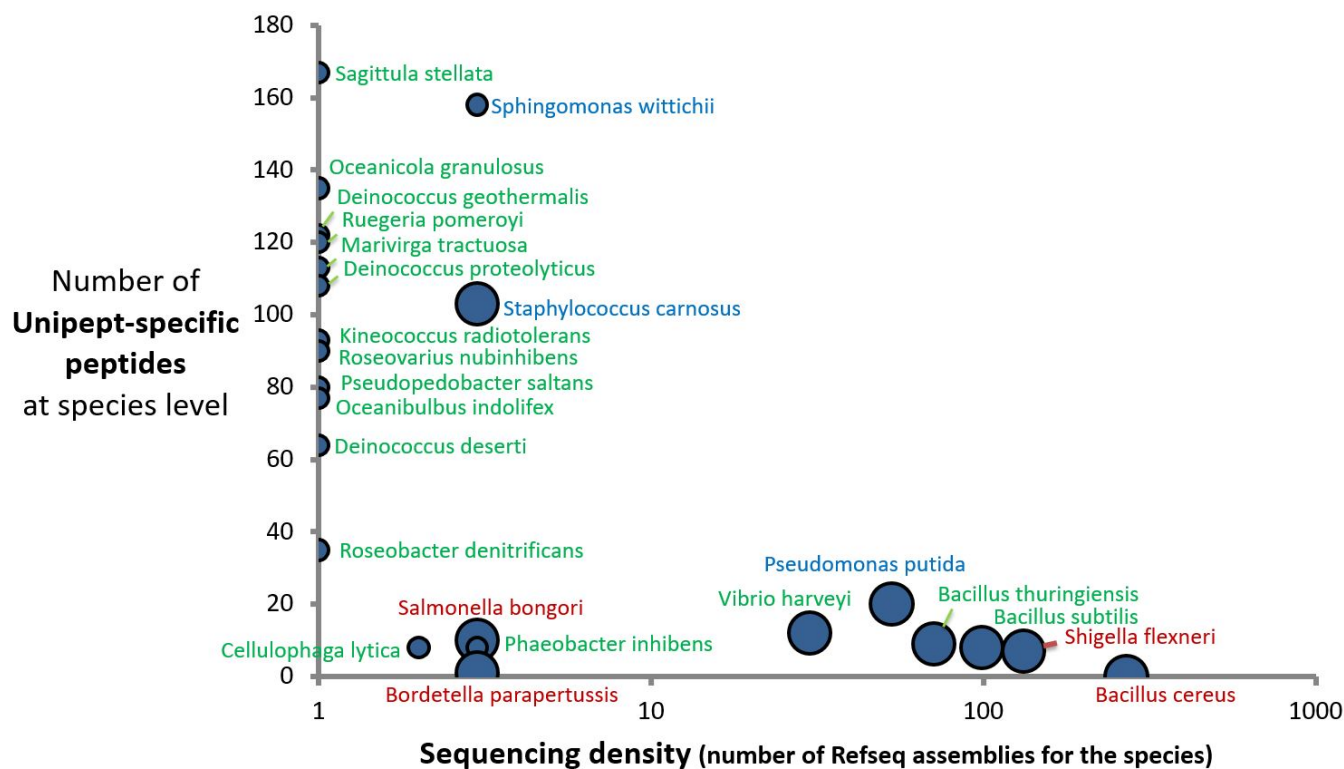 180
160
140
120
100
80
60
40
20
0
Number of
Unipept-specific
peptides
at species level
Sagittula stellata
Sphingomonas wittichii
Oceanicola granulosus
Deinococcus geothermalis
Ruegeria pomeroyi
Marivirga tractuosa
Deinococcus proteolyticus
Staphylococcus carnosus
Kineococcus radiotolerans
Roseovarius nubinhibens
Pseudopedobacter saltans
Oceanibulbus indolifex
Deinococcus deserti
Roseobacter denitrificans
Pseudomonas putida
Bacillus thuringiensis
Vibrio harveyi
Salmonella bongori
Bacillus subtilis
Shigella flexneri
Phaeobacter inhibens
Cellulophaga lytica
Bordetella parapertussis
Bacillus cereus
1
10
100
1000
Sequencing density (number of Refseq assemblies for the species)